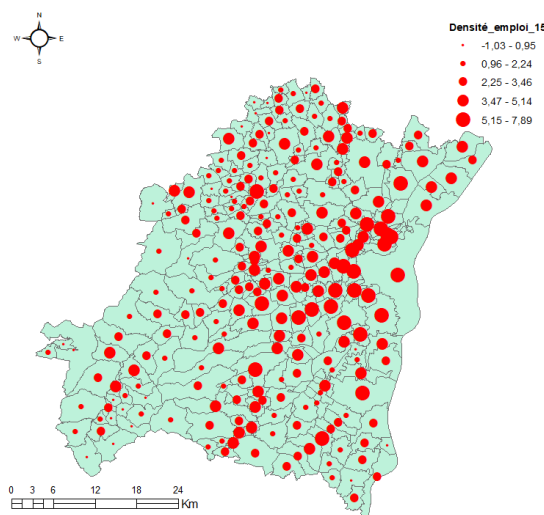 N
W E
S
Densité_emploi_15
-1,03 - 0,95
0,96 - 2,24
2,25 - 3,46
3,47 - 5,14
5,15 - 7,89
0 3 6 12 18 24
Km